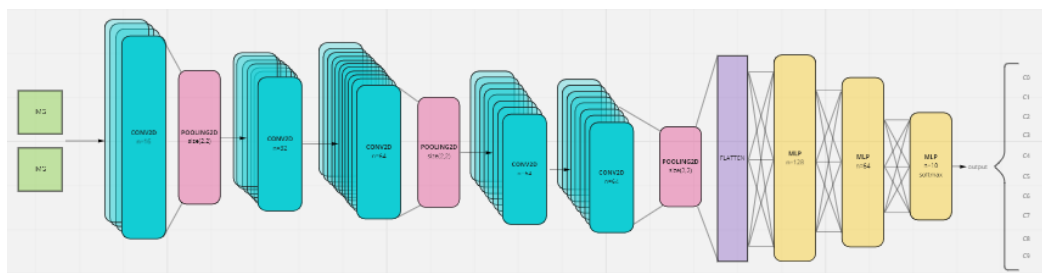 IMG
IMG
CONV2D
n=16
POOLING2D
size(2,2)
CONV2D
n=32
CONV2D
n=64
POOLING2D
size(2,2)
CONV2D
n=64
CONV2D
n=64
POOLING2D
size(2,2)
FLATTEN
MLP
n=128
MLP
n=64
MLP
n=10
softmax
output
C0
C1
C2
C3
C4
C5
C6
C7
C8
C9